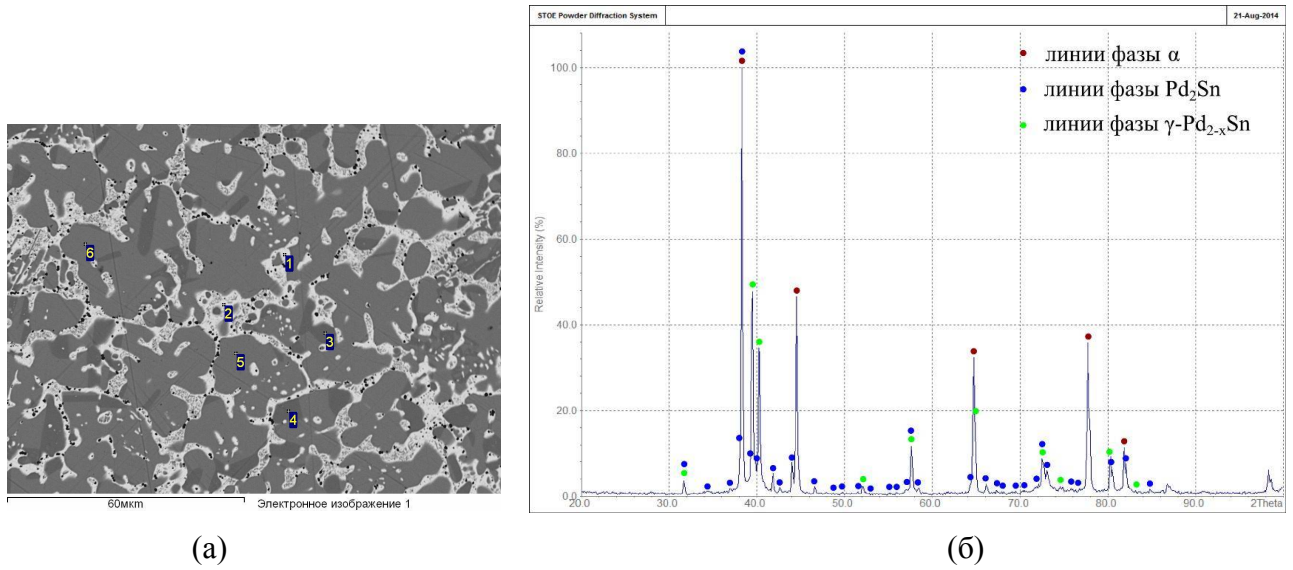 STOE Powder Diffraction System
21-Aug-2014
линии фазы α
линии фазы Pd₂Sn
линии фазы γ-Pd₂₋ₓSn
Relative Intensity (%)
100.0
80.0
60.0
40.0
20.0
0.0
20.0 30.0 40.0 50.0 60.0 70.0 80.0 90.0 2Theta
6
1
2
3
5
4
60мкm
Электронное изображение 1
(а)
(б)